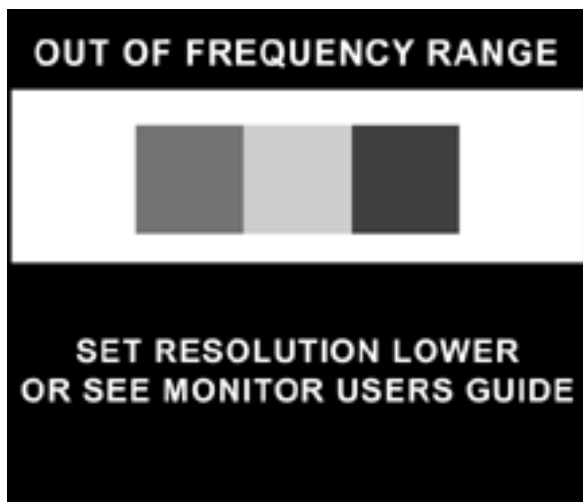 OUT OF FREQUENCY RANGE
SET RESOLUTION LOWER
OR SEE MONITOR USERS GUIDE